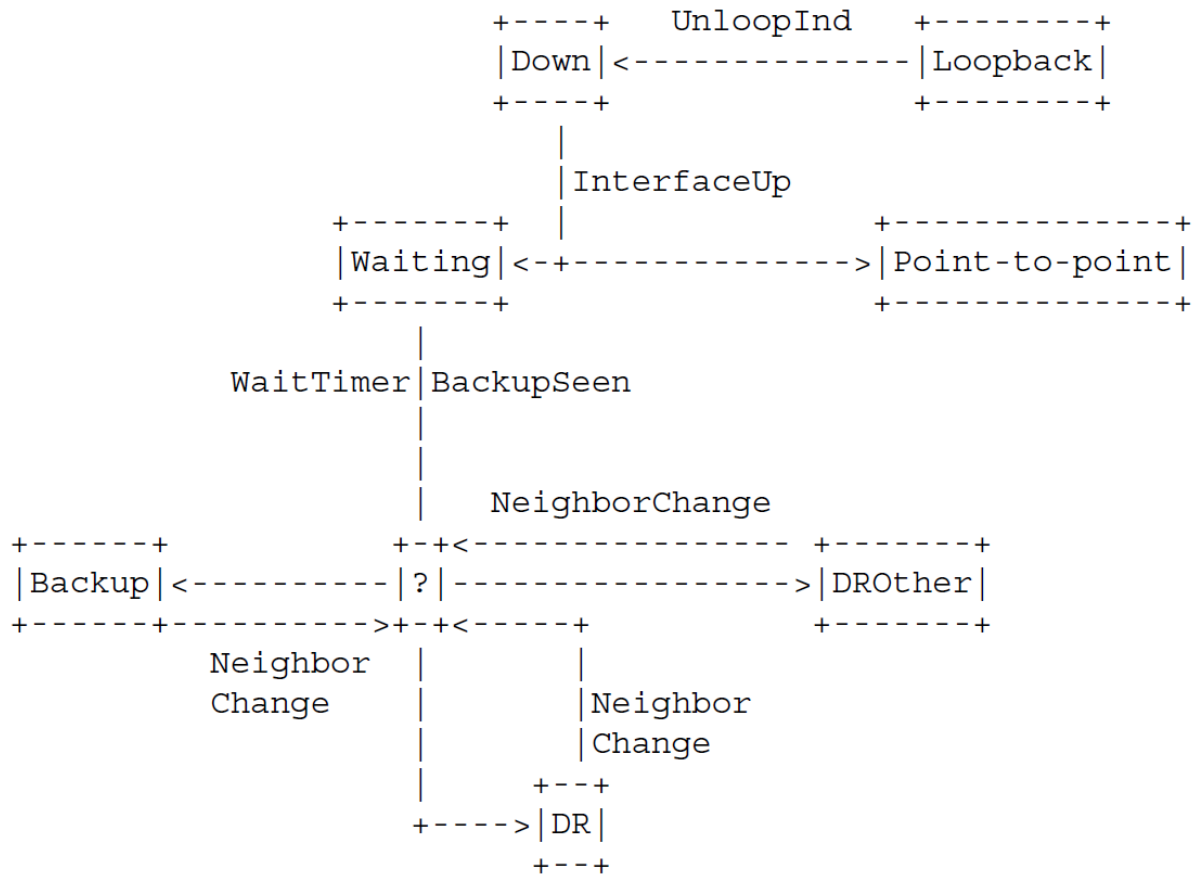 +----+   UnloopInd   +--------+
                        |Down|<--------------|Loopback|
                        +----+               +--------+
                           |
                           |InterfaceUp
                +-------+  |               +--------------+
                |Waiting|<-+-------------->|Point-to-point|
                +-------+                  +--------------+
                    |
           WaitTimer|BackupSeen
                    |
                    |
                    |   NeighborChange
+------+           +-+<---------------- +-------+
|Backup|<----------|?|----------------->|DROther|
+------+---------->+-+<-----+           +-------+
          Neighbor  |       |
          Change    |       |Neighbor
                    |       |Change
                    |     +--+
                    +---->|DR|
                          +--+